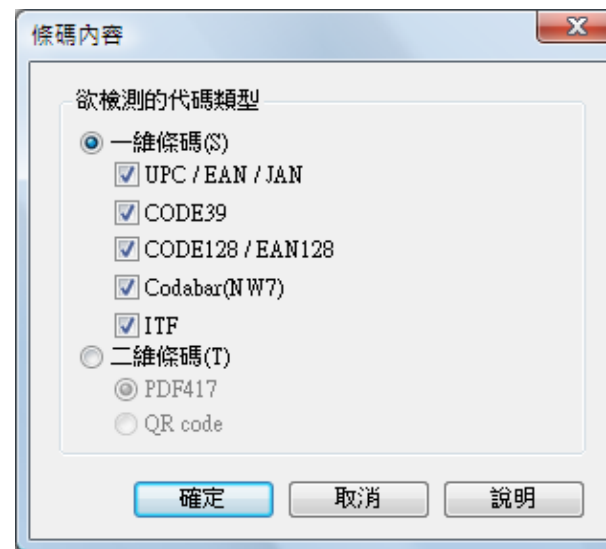 條碼內容
欲檢測的代碼類型
一維條碼(S)
UPC / EAN / JAN
CODE39
CODE128 / EAN128
Codabar(NW7)
ITF
二維條碼(T)
PDF417
QR code
確定 取消 說明